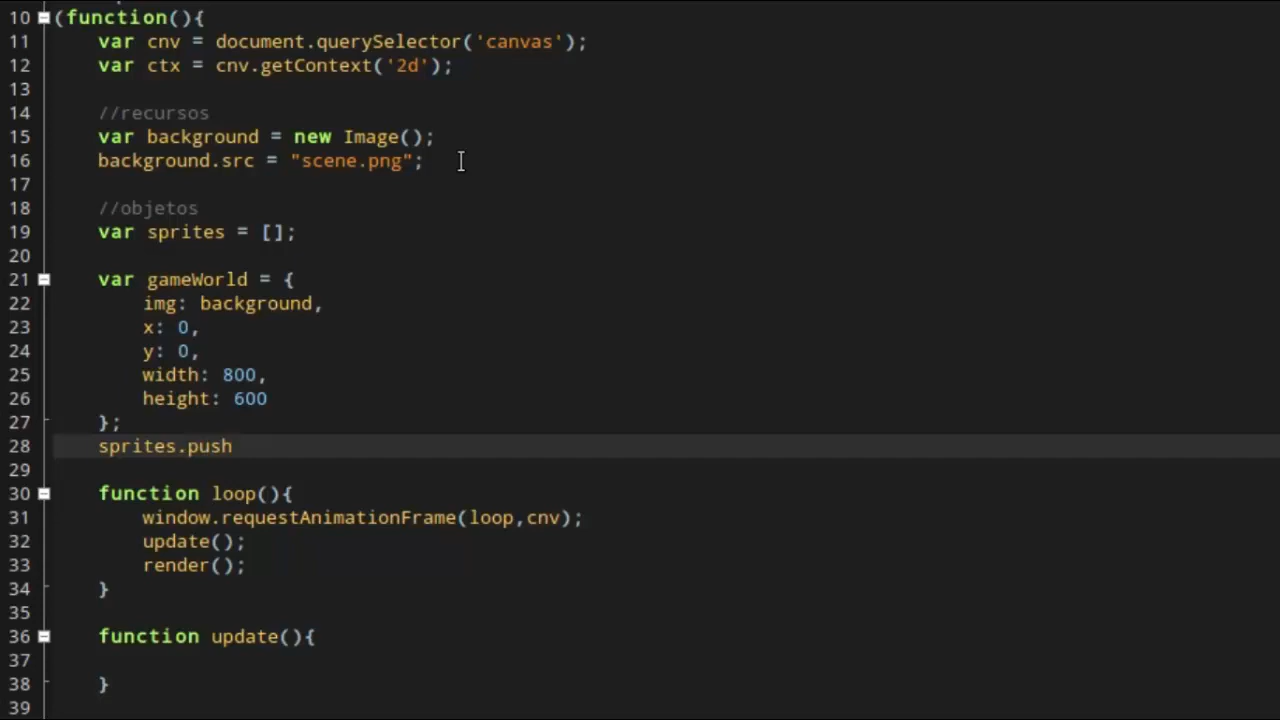 10 (function(){
11 var cnv = document.querySelector('canvas');
12 var ctx = cnv.getContext('2d');
13
14 //recursos
15 var background = new Image();
16 background.src = "scene.png";
17
18 //objetos
19 var sprites = [];
20
21 var gameWorld = {
22 img: background,
23 x: 0,
24 y: 0,
25 width: 800,
26 height: 600
27 };
28 sprites.push
29
30 function loop(){
31 window.requestAnimationFrame(loop,cnv);
32 update();
33 render();
34 }
35
36 function update(){
37
38 }
39